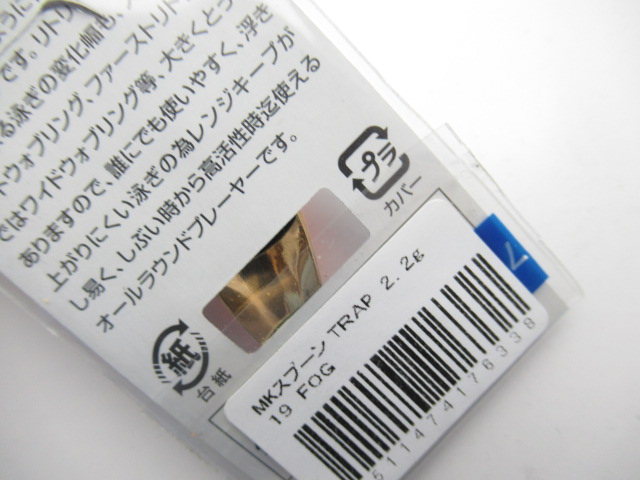 です。リトリ
る泳ぎの変化幅も、
ウォブリング、ファーストリト
ではワイドウォブリング等、大きくとっ
ありますので、誰にでも使いやすく、浮き
上がりにくい泳ぎの為レンジキープが
し易く、しぶい時から高活性時迄使える
オールラウンドプレーヤーです。
プラ
カバー
紙
台紙
MKスプーン TRAP 2.2g
19 FOG
511474176338